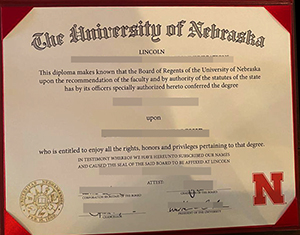 The University of Nebraska
LINCOLN
This diploma makes known that the Board of Regents of the University of Nebraska
upon the recommendation of the faculty and by authority of the statutes of the state
has by its officers specially authorized hereto conferred the degree
upon
who is entitled to enjoy all the rights, honors and privileges pertaining to that degree.
IN TESTIMONY WHEREOF WE HAVE HEREUNTO SUBSCRIBED OUR NAMES
AND CAUSED THE SEAL OF THE SAID BOARD TO BE AFFIXED AT LINCOLN
ATTEST:
PRESIDENT OF THE UNIVERSITY
N